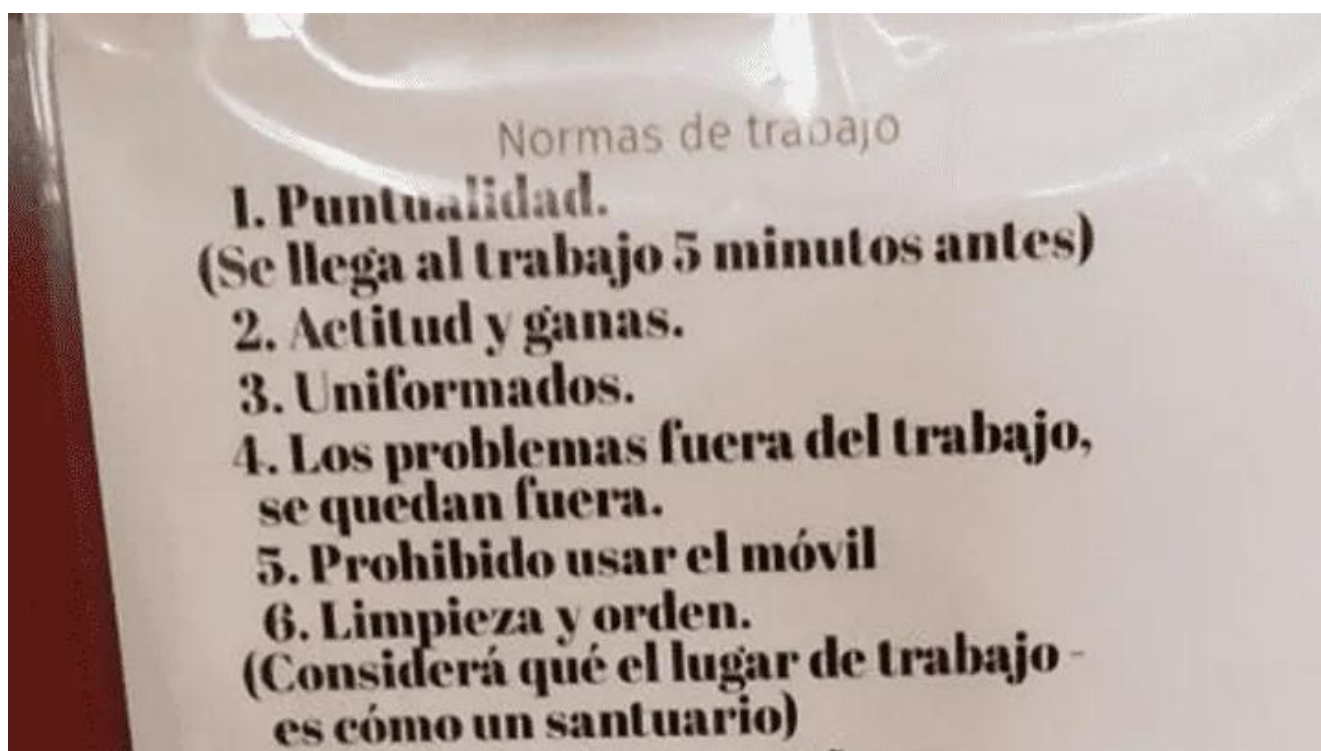 Normas de trabajo
1. Puntualidad.
(Se llega al trabajo 5 minutos antes)
2. Actitud y ganas.
3. Uniformados.
4. Los problemas fuera del trabajo,
se quedan fuera.
5. Prohibido usar el móvil
6. Limpieza y orden.
(Considerá qué el lugar de trabajo -
es cómo un santuario)